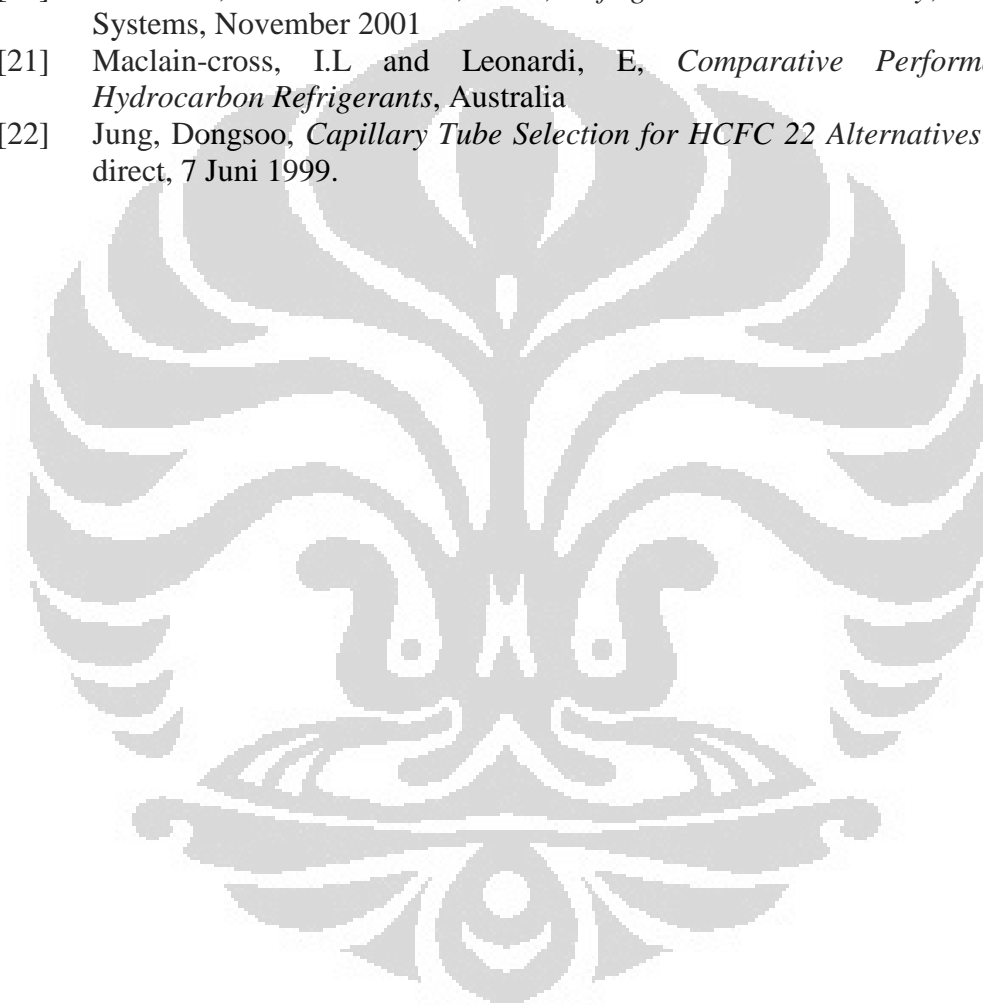 Systems, November 2001
[21] Maclain-cross, I.L and Leonardi, E, Comparative
Hydrocarbon Refrigerants, Australia
[22] Jung, Dongsoo, Capillary Tube Selection for HCFC 22 Alternatives
direct, 7 Juni 1999.